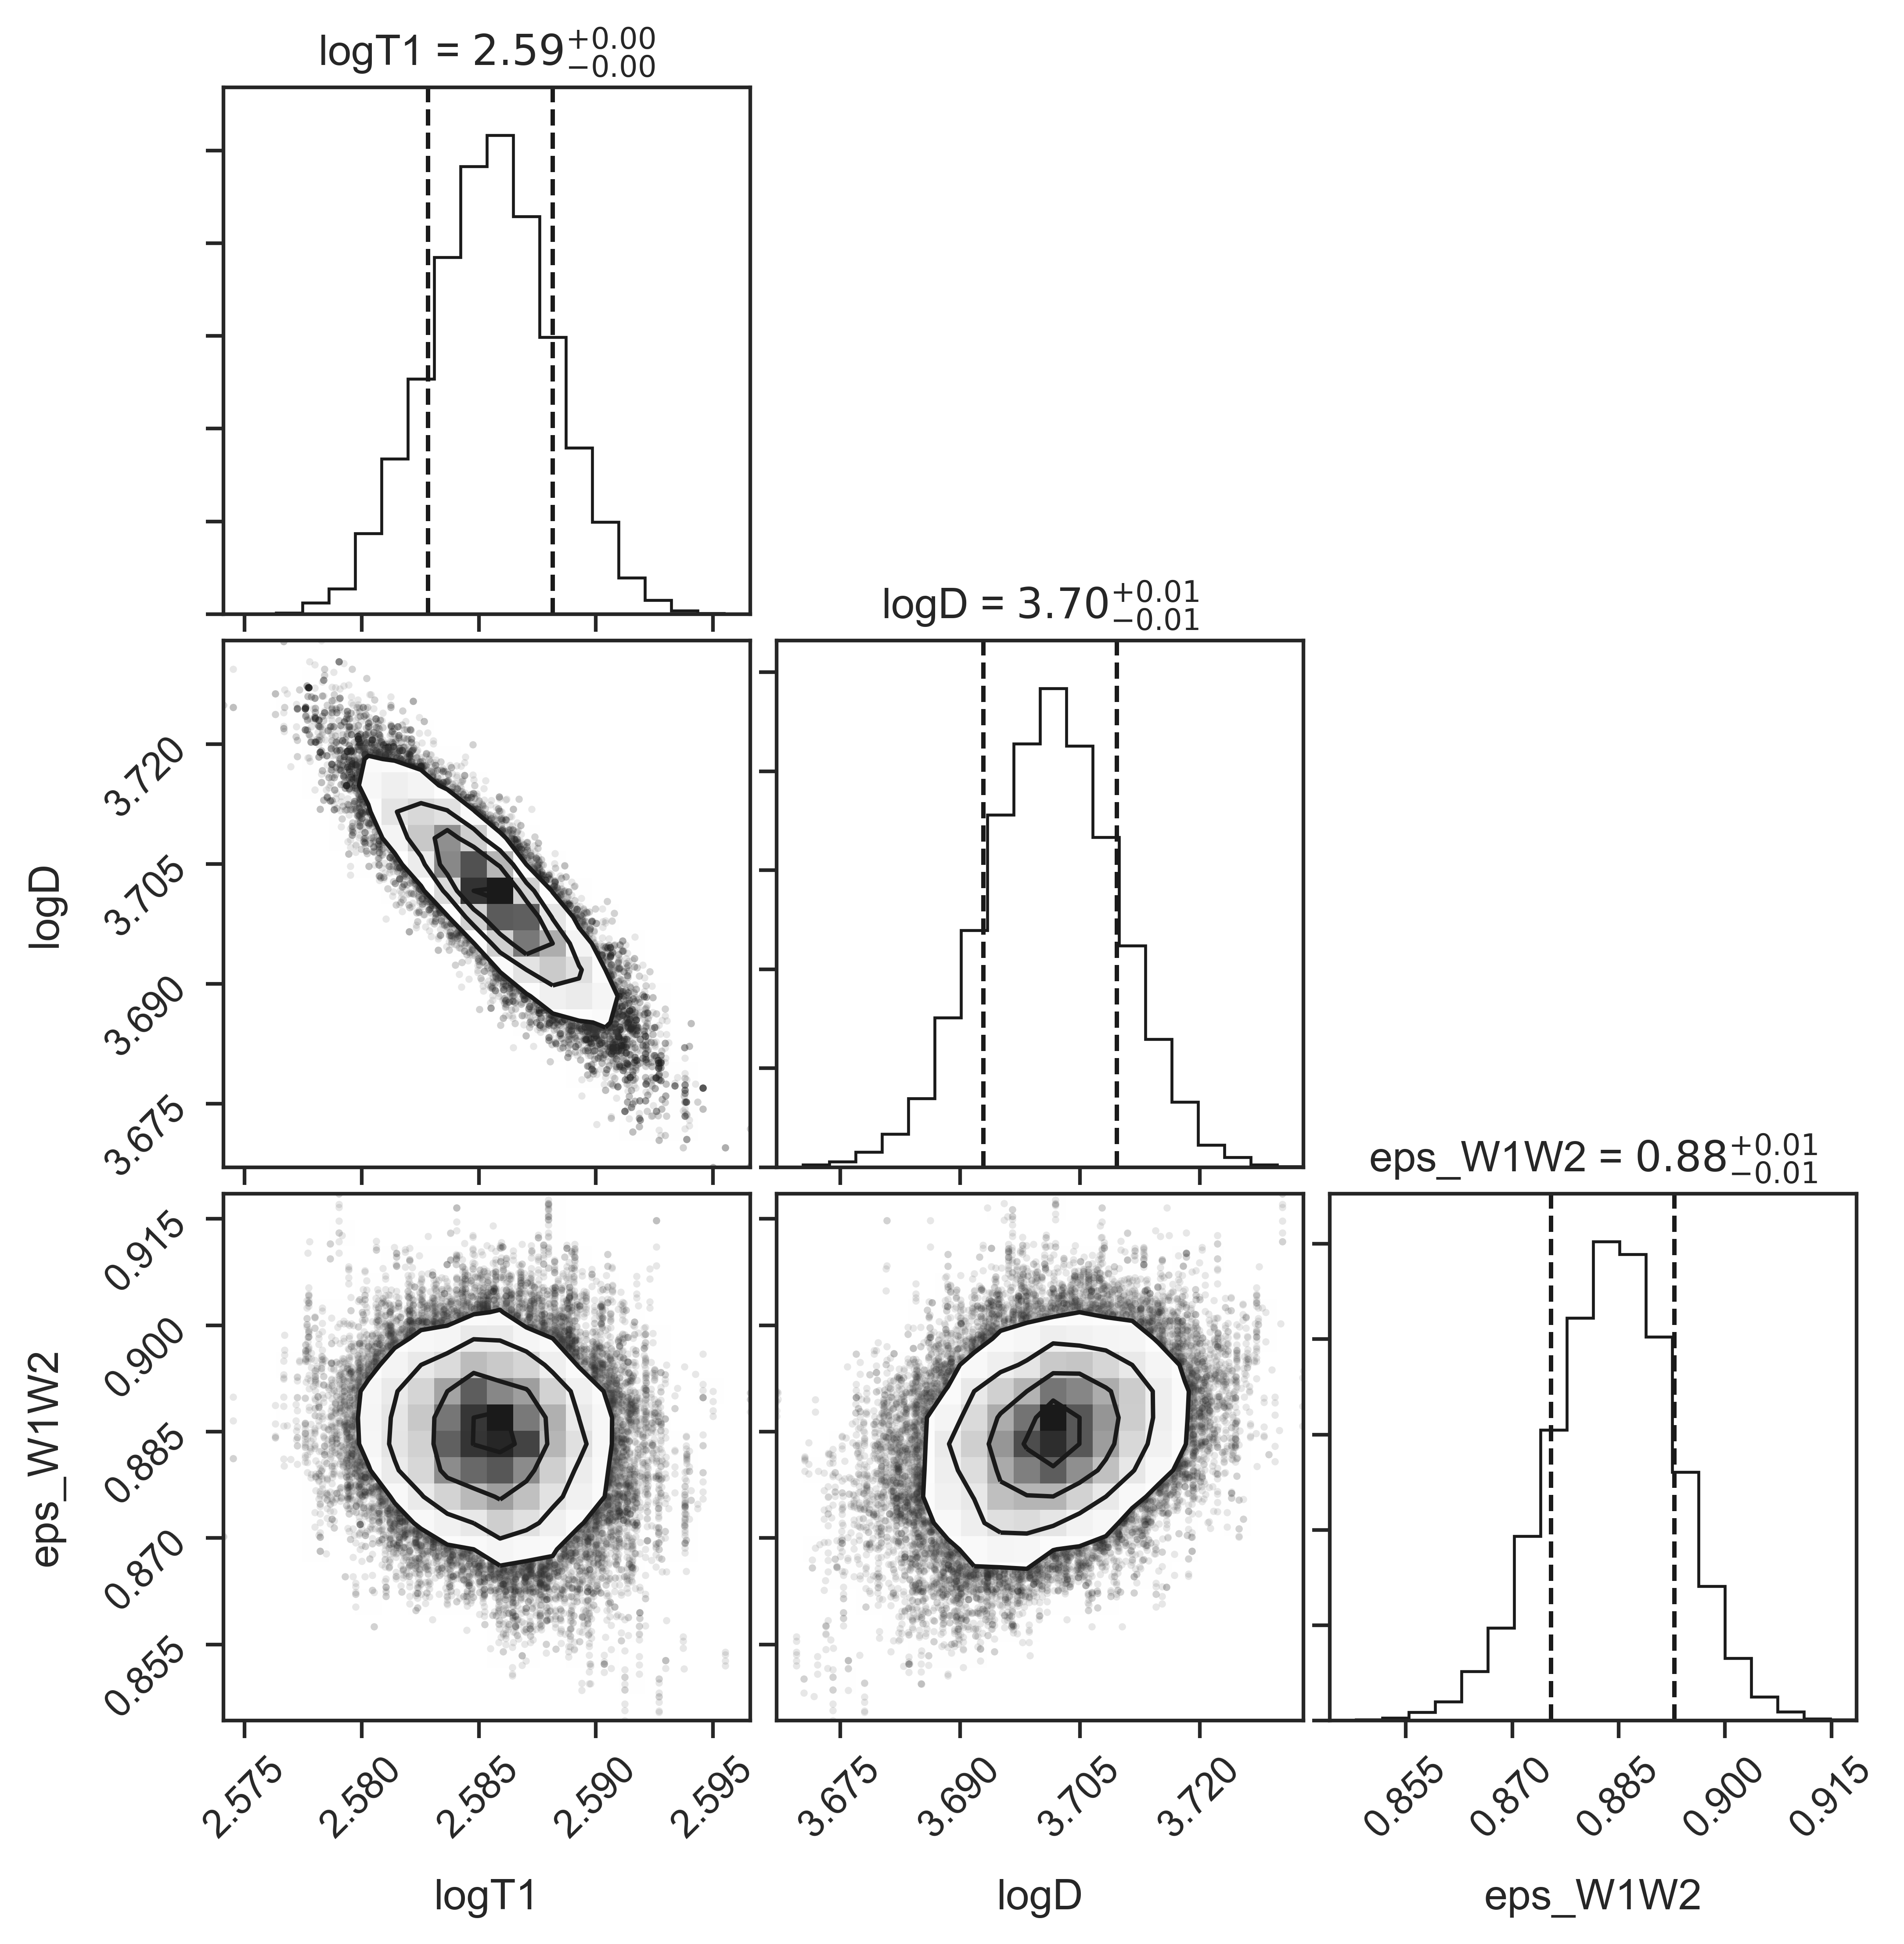 logT1 = 2.59+0.00 −0.00
logD = 3.70+0.01 −0.01
3.720
3.705
3.690
3.675
logD
eps_W1W2 = 0.88+0.01 −0.01
0.915
0.900
0.885
0.870
0.855
eps_W1W2
2.575 2.580 2.585 2.590 2.595
3.675 3.690 3.705 3.720
0.855 0.870 0.885 0.900 0.915
logT1 logD eps_W1W2